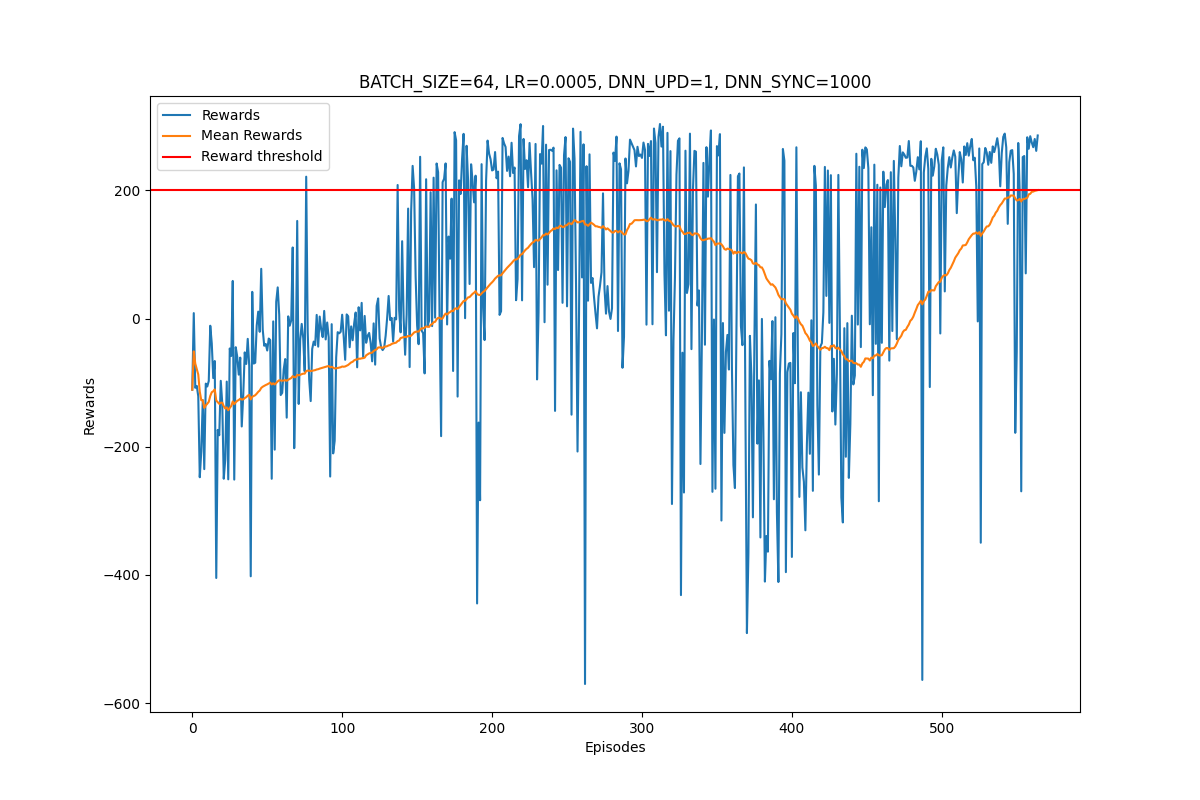 BATCH_SIZE=64, LR=0.0005, DNN_UPD=1, DNN_SYNC=1000
Rewards
Mean Rewards
Reward threshold
200
0
−200
−400
−600
Rewards
0
100
200
300
400
500
Episodes